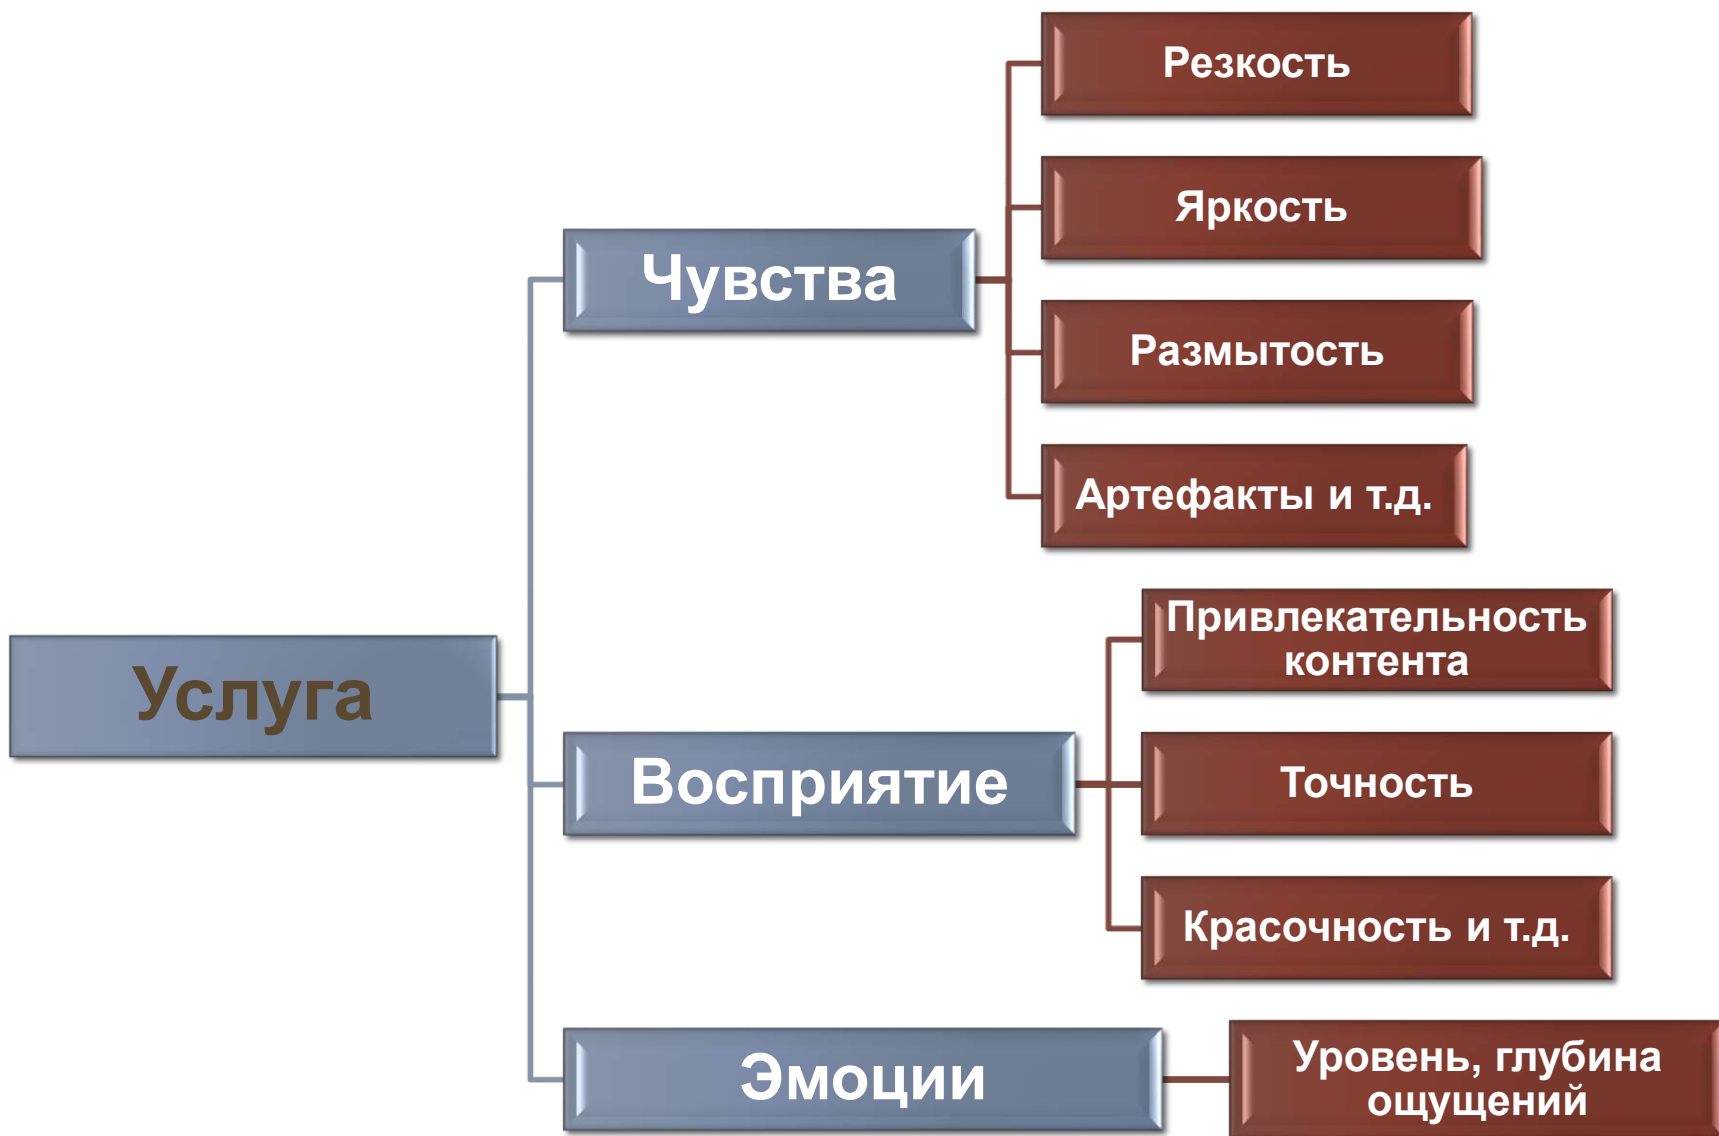 Услуга
Чувства
Резкость
Яркость
Размытость
Артефакты и т.д.
Восприятие
Привлекательность
контента
Точность
Красочность и т.д.
Эмоции
Уровень, глубина
ощущений